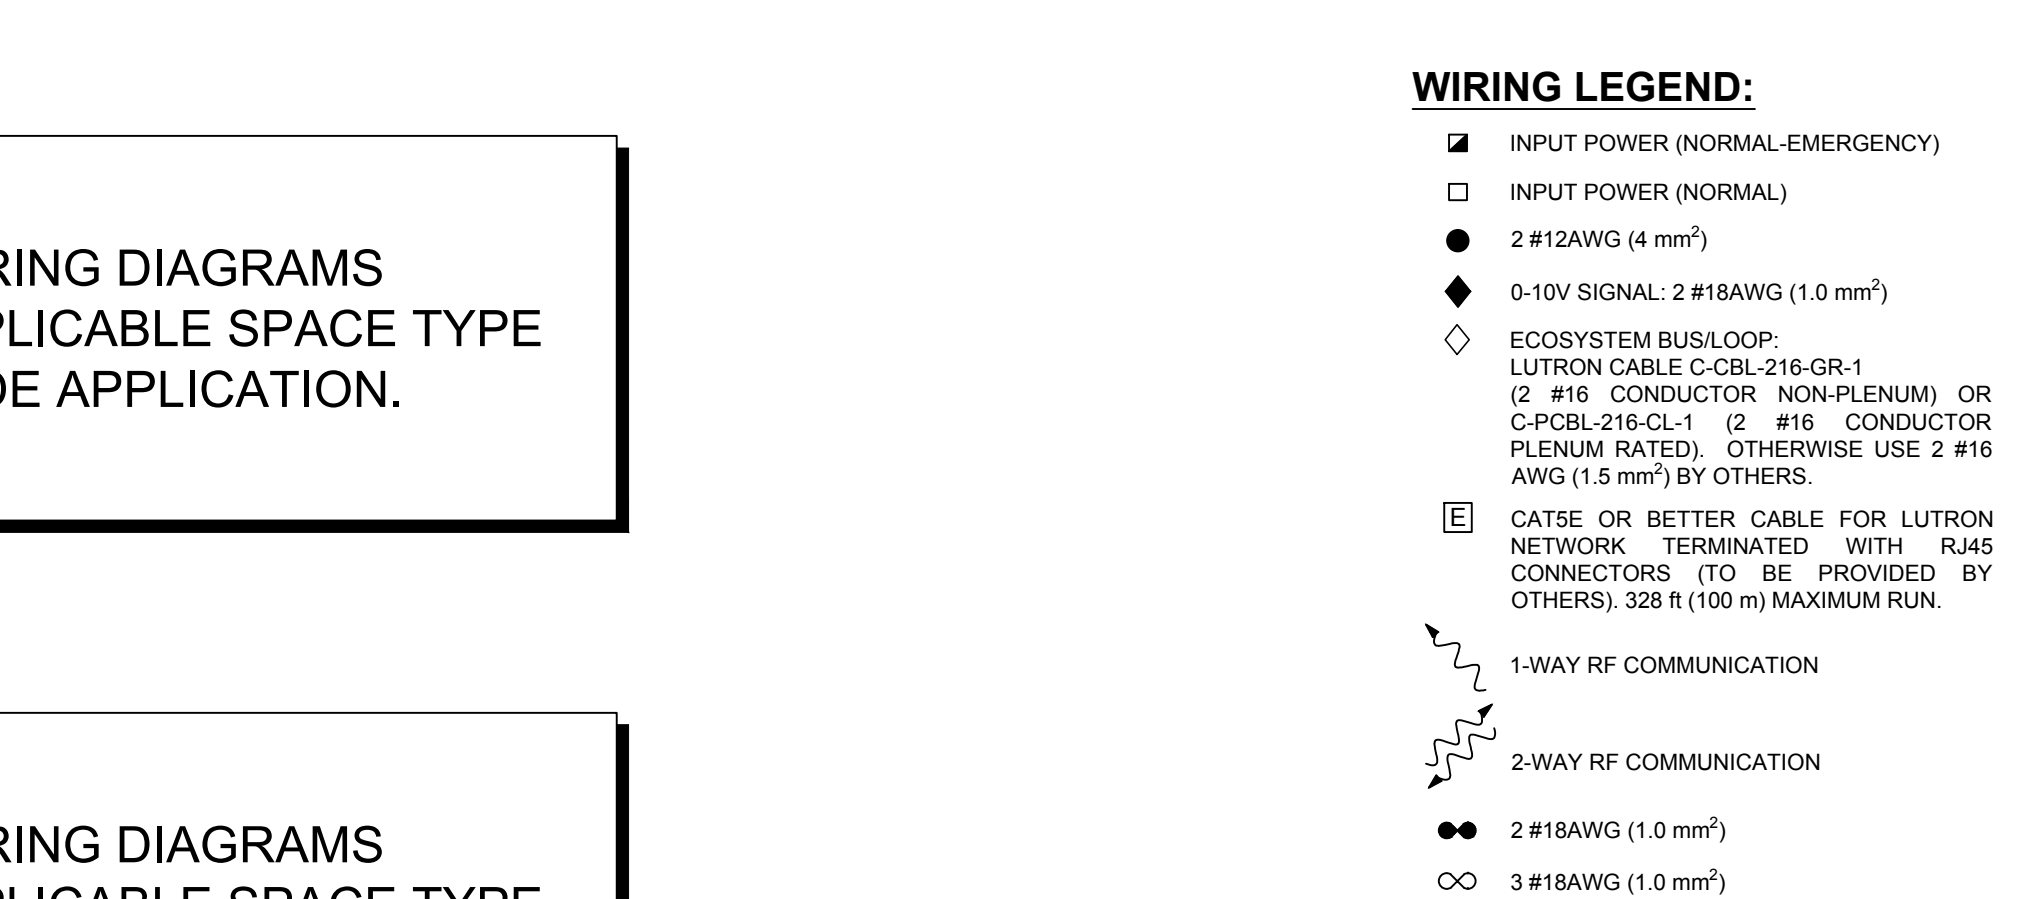 RING DIAGRAMS
PLICABLE SPACE TYPE
DE APPLICATION.
RING DIAGRAMS
PLICABLE SPACE TYPE
WIRING LEGEND:
INPUT POWER (NORMAL-EMERGENCY)
INPUT POWER (NORMAL)
2 #12AWG (4 mm²)
0-10V SIGNAL: 2 #18AWG (1.0 mm²)
ECOSYSTEM BUS/LOOP:
LUTRON CABLE C-CBL-216-GR-1
(2 #16 CONDUCTOR NON-PLENUM) OR
C-PCBL-216-CL-1 (2 #16 CONDUCTOR
PLENUM RATED). OTHERWISE USE 2 #16
AWG (1.5 mm²) BY OTHERS.
E
CAT5E OR BETTER CABLE FOR LUTRON
NETWORK TERMINATED WITH RJ45
CONNECTORS (TO BE PROVIDED BY
OTHERS). 328 ft (100 m) MAXIMUM RUN.
1-WAY RF COMMUNICATION
2-WAY RF COMMUNICATION
2 #18AWG (1.0 mm²)
3 #18AWG (1.0 mm²)